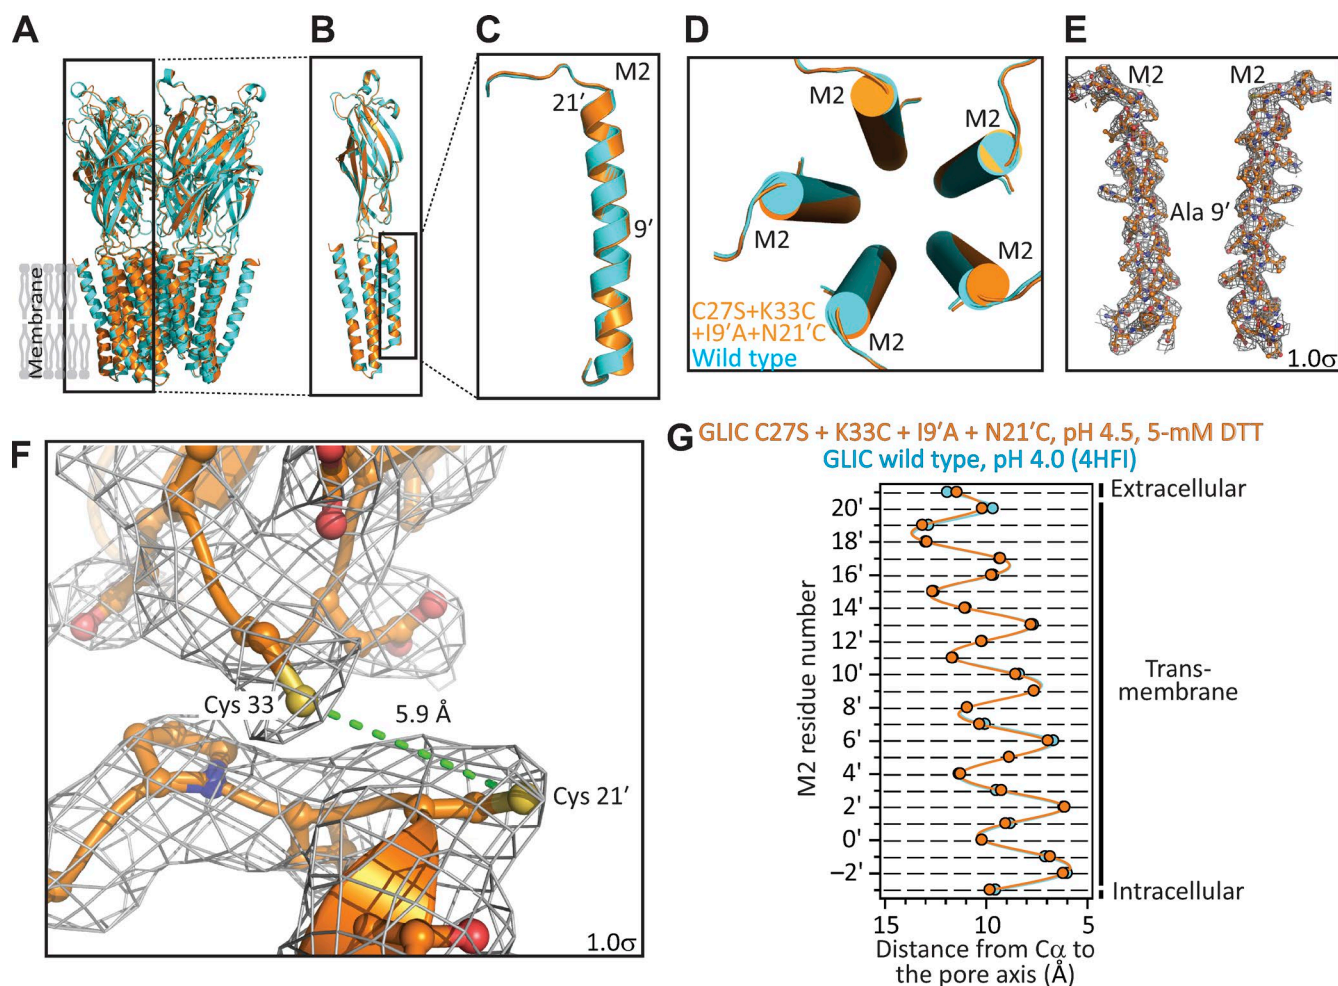 A
B
C
D
E
Membrane
M2
21′
9′
M2
M2
M2
M2
M2
C27S+K33C
+I9′A+N21′C
Wild type
M2 M2
Ala 9′
1.0σ
F
Cys 33
5.9 Å
Cys 21′
1.0σ
G GLIC C27S + K33C + I9′A + N21′C, pH 4.5, 5-mM DTT
GLIC wild type, pH 4.0 (4HFI)
M2 residue number
20'
18'
16'
14'
12'
10'
8'
6'
4'
2'
0'
−2'
15 10 5
Distance from Cα to
the pore axis (Å)
Extracellular
Trans-
membrane
Intracellular